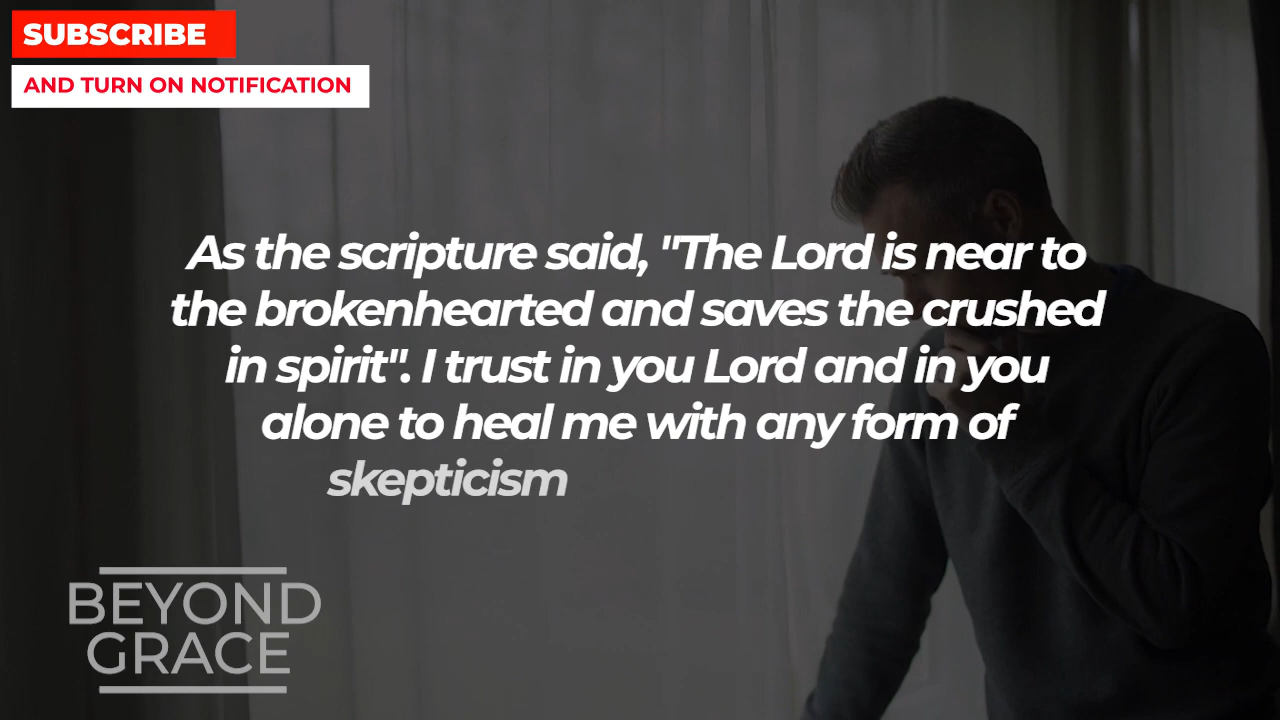 SUBSCRIBE
AND TURN ON NOTIFICATION
As the scripture said, "The Lord is near to
the brokenhearted and saves the crushed
in spirit". I trust in you Lord and in you
alone to heal me with any form of
skepticism
BEYOND
GRACE